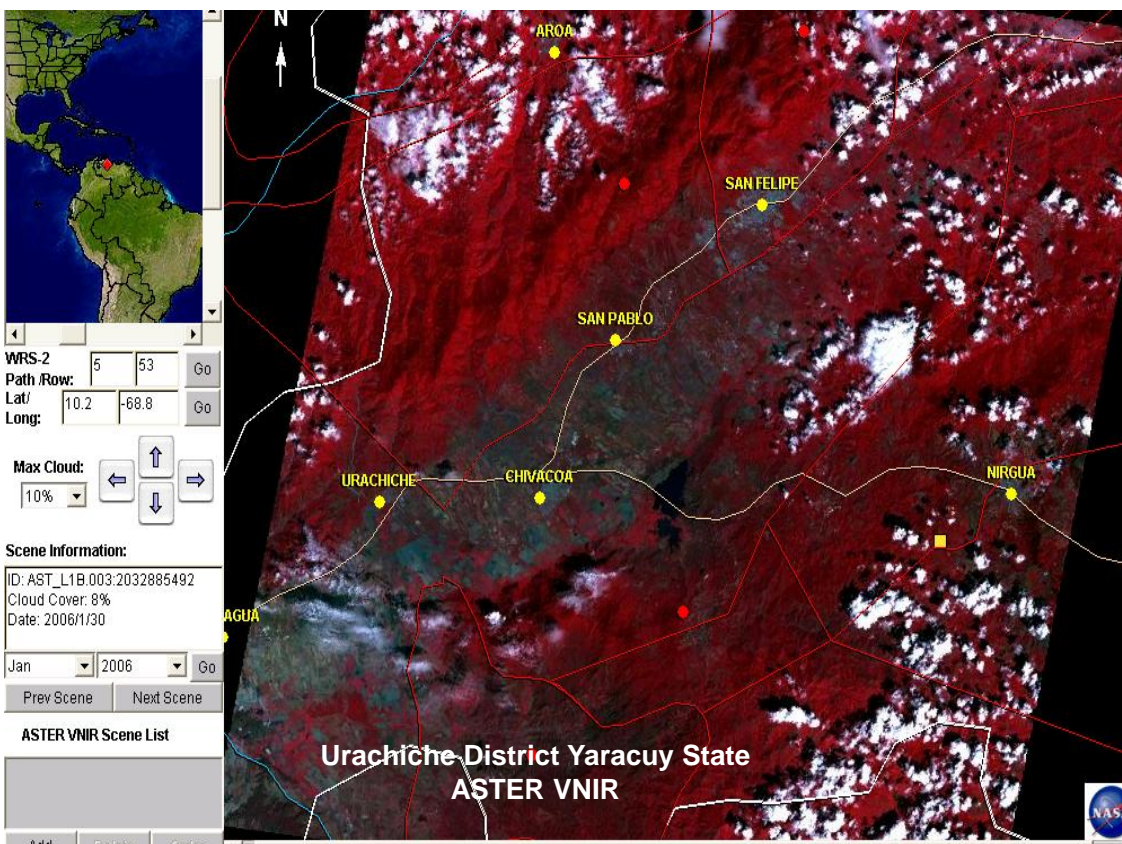 N
AROA
SAN FELIPE
SAN PABLO
URACHICHE
CHIVACOA
NIRGUA
AGUA
WRS-2
Path /Row:
5
53
Go
Lat/
Long:
10.2
-68.8
Go
Max Cloud:
10%
Scene Information:
ID: AST_L1B.003:2032885492
Cloud Cover: 8%
Date: 2006/1/30
Jan
2006
Go
Prev Scene
Next Scene
ASTER VNIR Scene List
Add
Urachiche District Yaracuy State
ASTER VNIR
NASA